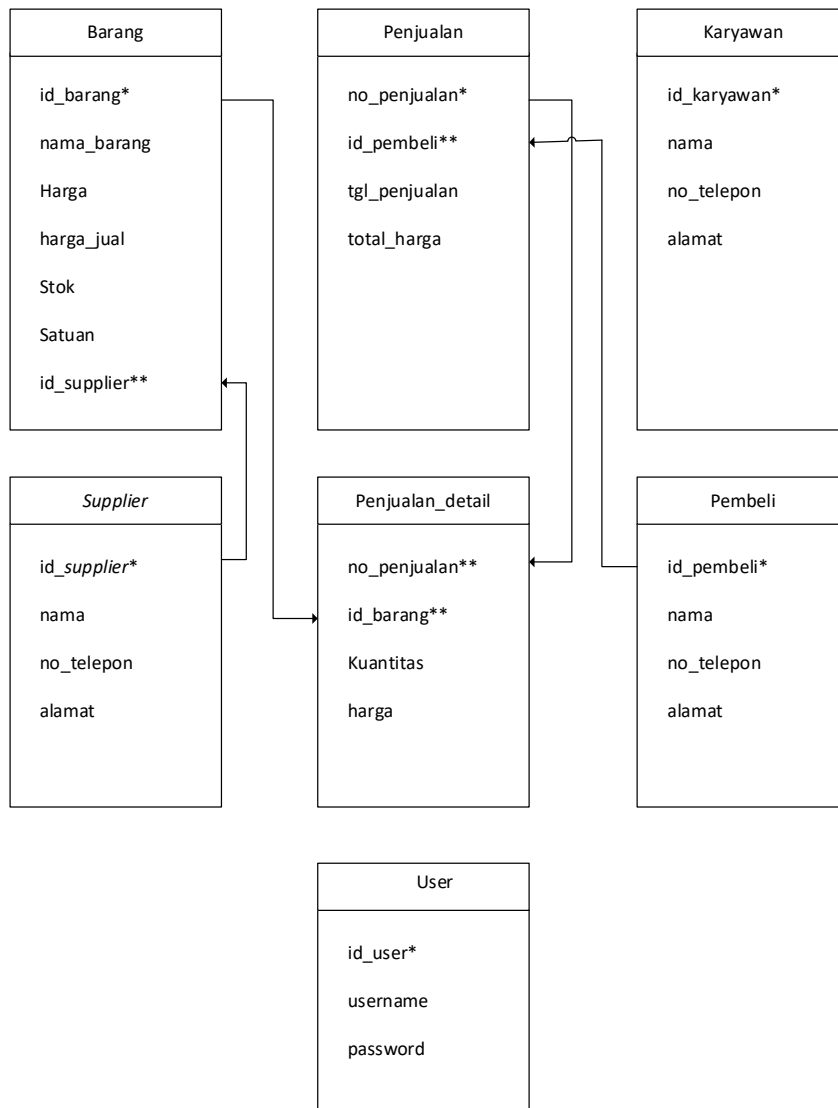 Barang
id_barang*
nama_barang
Harga
harga_jual
Stok
Satuan
id_supplier**
Penjualan
no_penjualan*
id_pembeli**
tgl_penjualan
total_harga
Karyawan
id_karyawan*
nama
no_telepon
alamat
Supplier
id_supplier*
nama
no_telepon
alamat
Penjualan_detail
no_penjualan**
id_barang**
Kuantitas
harga
Pembeli
id_pembeli*
nama
no_telepon
alamat
User
id_user*
username
password